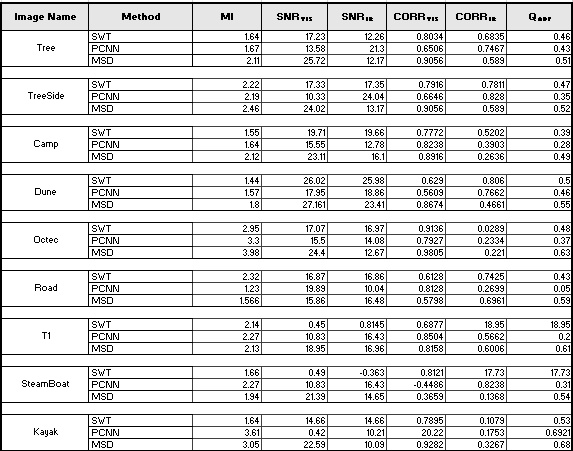 Image Name Method MI SNR VIS SNR IR CORR VIS CORR IR Q ABF
SWT 1.64 17.23 12.26 0.8034 0.6835 0.46
Tree PCNN 1.67 13.58 21.3 0.6506 0.7467 0.43
MSD 2.11 25.72 12.17 0.9056 0.589 0.51
SWT 2.22 17.33 17.35 0.7916 0.7811 0.47
TreeSide PCNN 2.19 10.33 24.04 0.6646 0.828 0.35
MSD 2.46 24.02 13.17 0.9056 0.589 0.52
SWT 1.55 19.71 19.66 0.7772 0.5202 0.39
Camp PCNN 1.64 15.55 12.78 0.8238 0.3903 0.28
MSD 2.12 23.11 16.1 0.8916 0.2636 0.49
SWT 1.44 26.02 25.98 0.629 0.806 0.5
Dune PCNN 1.57 17.95 18.86 0.5609 0.7662 0.46
MSD 1.8 27.161 23.41 0.8674 0.4661 0.55
SWT 2.95 17.07 16.97 0.9136 0.0289 0.48
Octec PCNN 3.3 15.5 14.08 0.7927 0.2334 0.37
MSD 3.98 24.4 12.67 0.9805 0.221 0.63
SWT 2.32 16.87 16.86 0.6128 0.7425 0.43
Road PCNN 1.23 19.89 10.04 0.8128 0.2699 0.05
MSD 1.566 15.86 16.48 0.5798 0.6961 0.59
SWT 2.14 0.45 0.8145 0.6877 18.95 18.95
T1 PCNN 2.27 10.83 16.43 0.8504 0.5662 0.2
MSD 2.13 18.95 16.96 0.8158 0.6006 0.61
SWT 1.66 0.49 -0.363 0.8121 17.73 17.73
SteamBoat PCNN 2.27 10.83 16.43 -0.4486 0.8238 0.31
MSD 1.94 21.39 14.65 0.3659 0.1368 0.54
SWT 1.64 14.66 14.66 0.7895 0.1079 0.53
Kayak PCNN 3.61 0.42 10.21 20.22 0.1753 0.6921
MSD 3.05 22.59 10.09 0.9282 0.3267 0.68